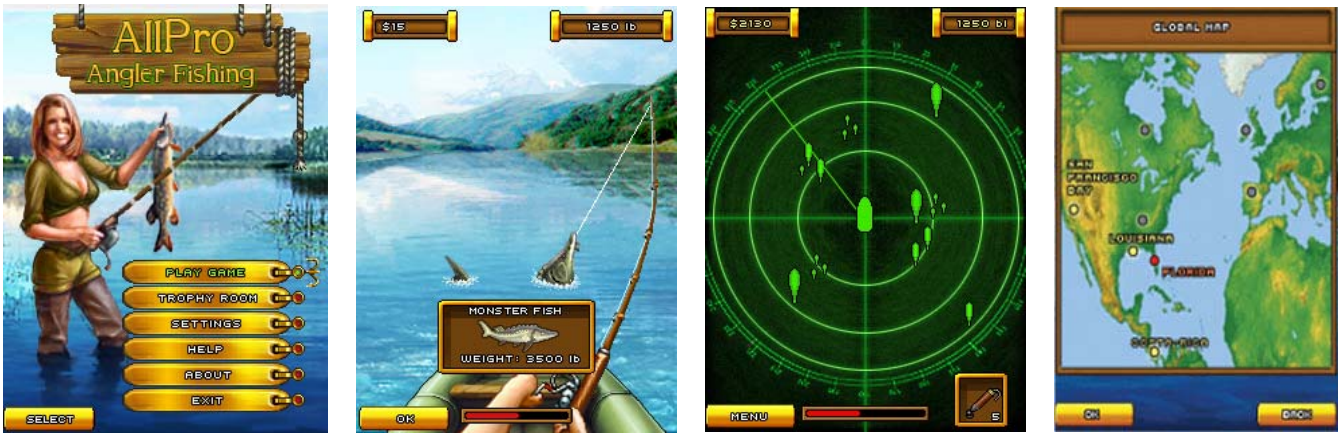 AllPro
Angler Fishing
PLAY GAME
TROPHY ROOM
SETTINGS
HELP
ABOUT
EXIT
SELECT
$15
1250 lb
MONSTER FISH
WEIGHT: 3500 lb
OK
$2130
1250 bl
MENU
5
GLOBAL MAP
SAN
FRANCISCO
BAY
LOUISIANA
FLORIDA
COSTA-RICA
OK
BACK